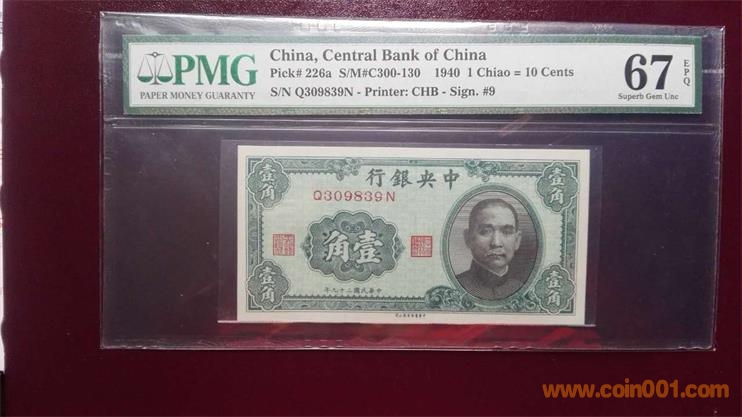 PMG
PAPER MONEY GUARANTY
China, Central Bank of China
Pick# 226a S/M#C300-130 1940 1 Chiao = 10 Cents
S/N Q309839N - Printer: CHB - Sign. #9
67
EPQ
Superb Gem Unc
行銀央中
Q309839N
壹角
壹角
角壹
壹角
壹角
年九十二國民華中
www.coin001.com